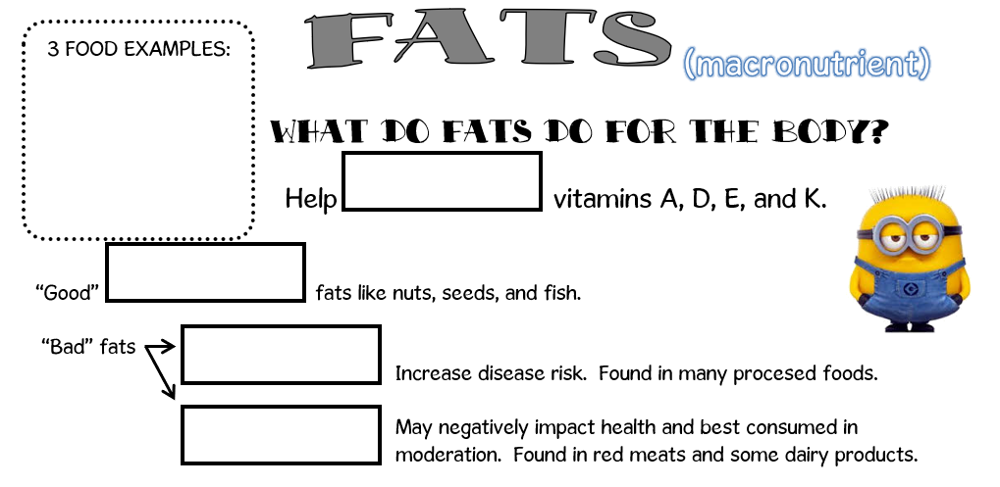 FATS
(macronutrient)
3 FOOD EXAMPLES:
WHAT DO FATS DO FOR THE BODY?
Help vitamins A, D, E, and K.
“Good” fats like nuts, seeds, and fish.
“Bad” fats
Increase disease risk. Found in many procesed foods.
May negatively impact health and best consumed in
moderation. Found in red meats and some dairy products.